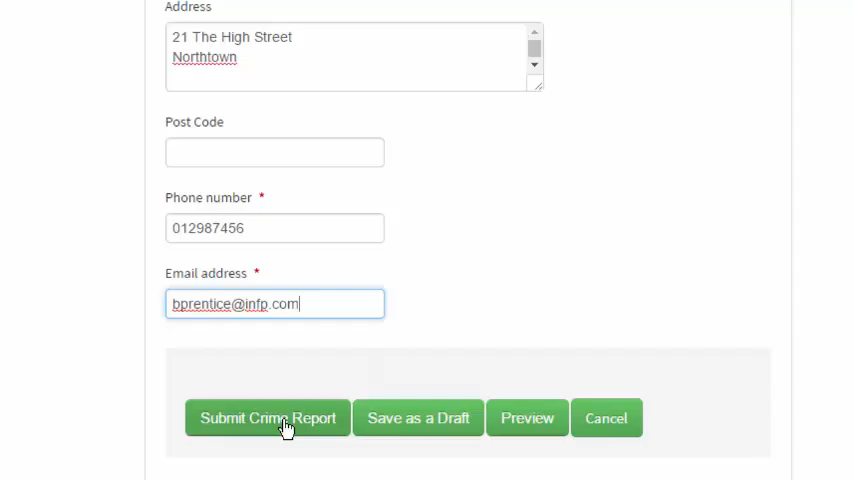 Address
21 The High Street
Northtown
Post Code
Phone number *
012987456
Email address *
bprentice@infp.com
Submit Crime Report
Save as a Draft
Preview
Cancel